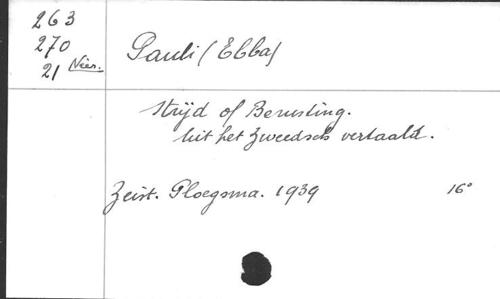 263
270
21 Neer.
Pauli (Ebba)
Strijd of Berusting.
Uit het Zweedsch vertaald.
Zeist. Ploegsma. 1939 16°